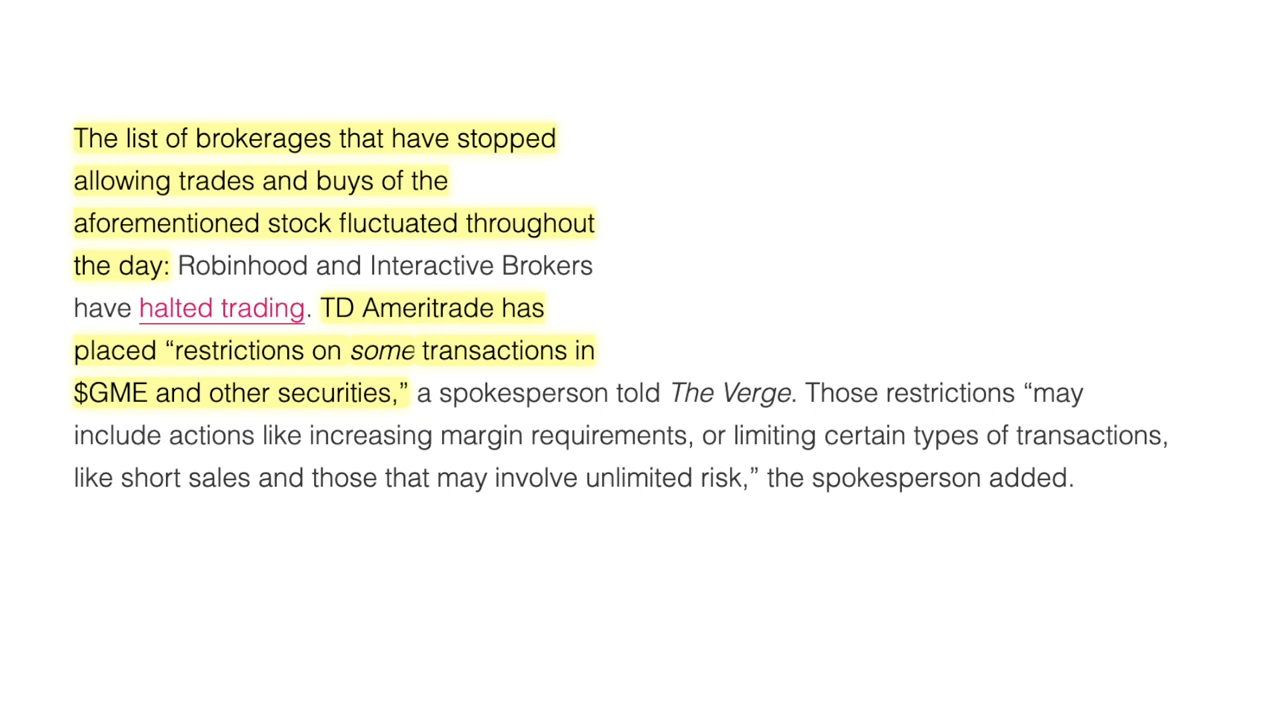 The list of brokerages that have stopped
allowing trades and buys of the
aforementioned stock fluctuated throughout
the day: Robinhood and Interactive Brokers
have halted trading. TD Ameritrade has
placed “restrictions on some transactions in
$GME and other securities,” a spokesperson told The Verge. Those restrictions “may
include actions like increasing margin requirements, or limiting certain types of transactions,
like short sales and those that may involve unlimited risk,” the spokesperson added.